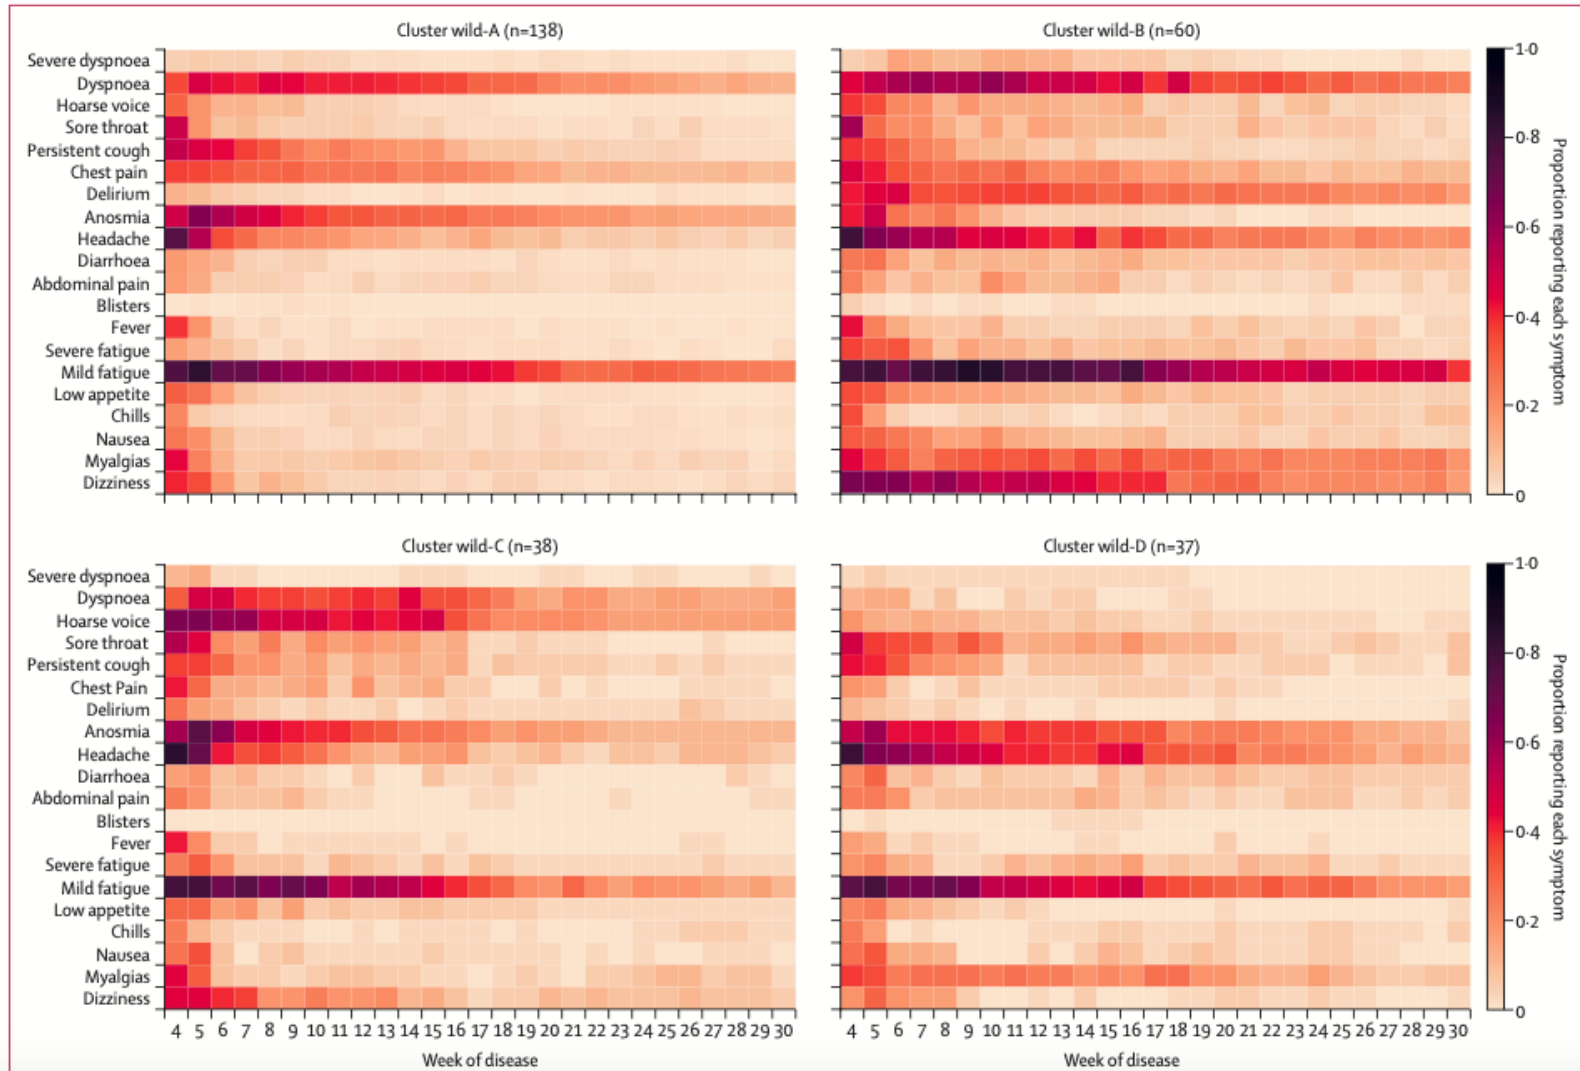 Cluster wild-A (n=138)
Severe dyspnoea
Dyspnoea
Hoarse voice
Sore throat
Persistent cough
Chest pain
Delirium
Anosmia
Headache
Diarrhoea
Abdominal pain
Blisters
Fever
Severe fatigue
Mild fatigue
Low appetite
Chills
Nausea
Myalgias
Dizziness
Cluster wild-B (n=60)
1·0
0·8
0·6
0·4
0·2
0
Proportion reporting each symptom
Cluster wild-C (n=38)
Severe dyspnoea
Dyspnoea
Hoarse voice
Sore throat
Persistent cough
Chest Pain
Delirium
Anosmia
Headache
Diarrhoea
Abdominal pain
Blisters
Fever
Severe fatigue
Mild fatigue
Low appetite
Chills
Nausea
Myalgias
Dizziness
4 5 6 7 8 9 10 11 12 13 14 15 16 17 19 20 21 22 23 24 25 26 27 28 29 30
Week of disease
Cluster wild-D (n=37)
4 5 6 7 8 9 10 11 12 13 14 15 16 17 18 19 20 21 22 23 24 25 26 28 29 30
Week of disease
1·0
0·8
0·6
0·4
0·2
0
Proportion reporting each symptom